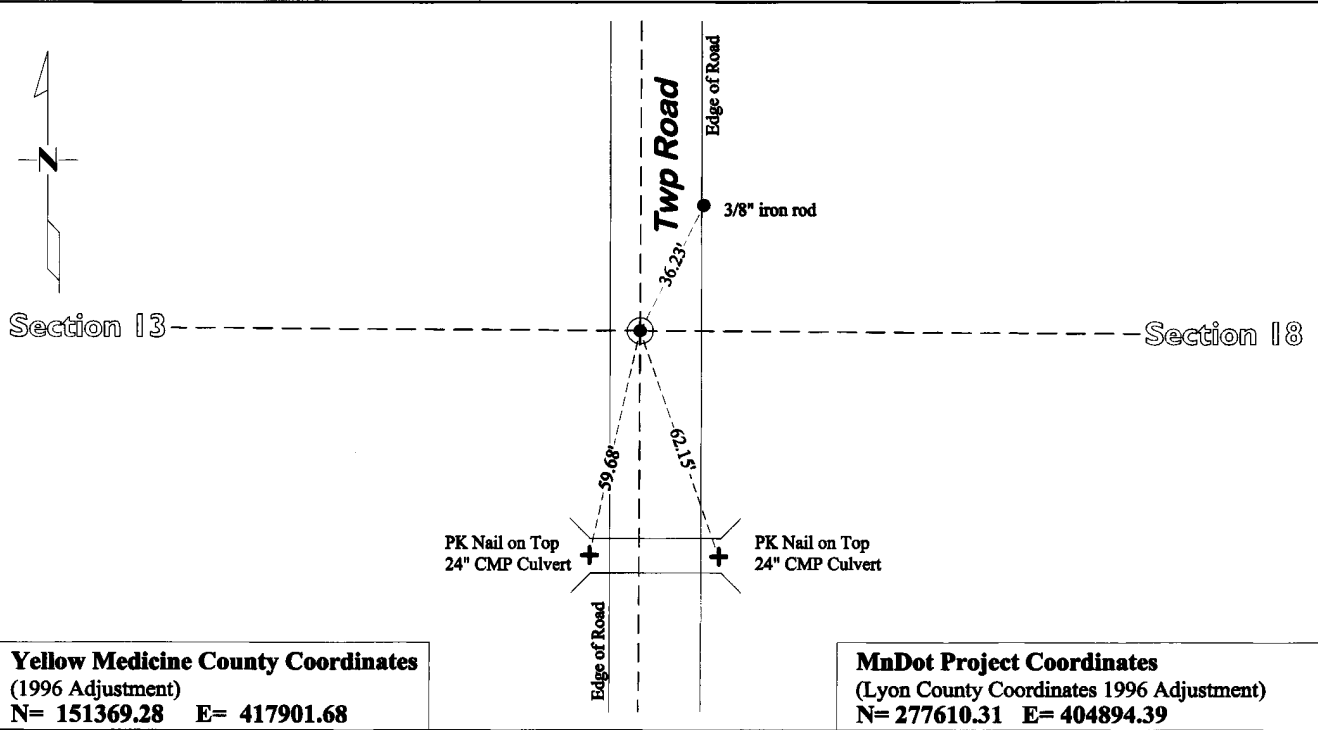 Edge of Road
Twp Road
N
3/8" iron rod
36.23'
Section 13
Section 18
59.68'
62.15'
PK Nail on Top
24" CMP Culvert
PK Nail on Top
24" CMP Culvert
Edge of Road
Yellow Medicine County Coordinates
(1996 Adjustment)
N= 151369.28 E= 417901.68
MnDot Project Coordinates
(Lyon County Coordinates 1996 Adjustment)
N= 277610.31 E= 404894.39